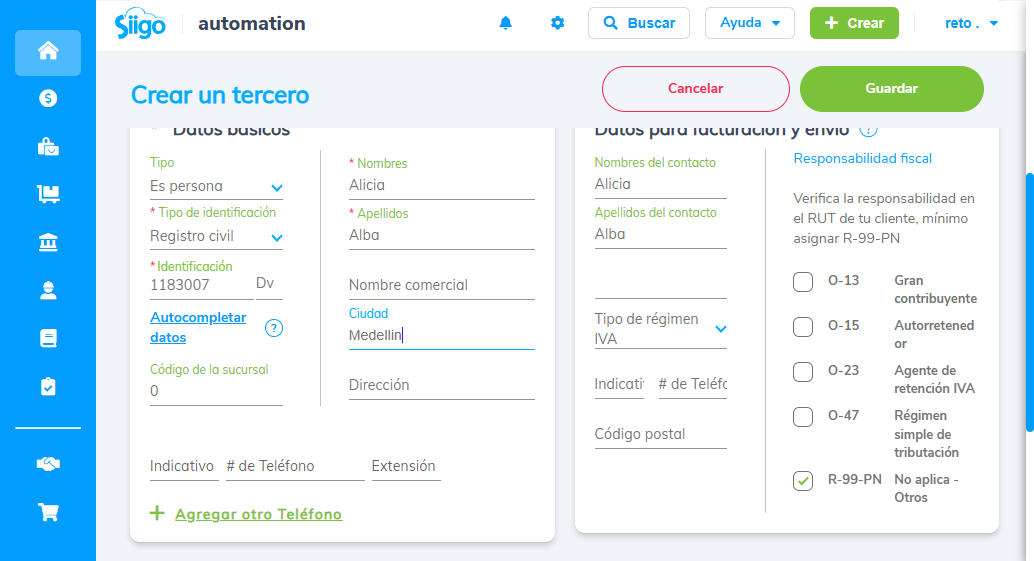 Siigo
automation
Buscar
Ayuda
Crear
reto .
Crear un tercero
Cancelar
Guardar
* Datos básicos
Tipo
Es persona
* Tipo de identificación
Registro civil
* Identificación
1183007
Dv
Autocompletar
datos
?
Código de la sucursal
0
* Nombres
Alicia
* Apellidos
Alba
Nombre comercial
Ciudad
Medellin
Dirección
Indicativo
# de Teléfono
Extensión
+ Agregar otro Teléfono
Datos para facturación y envío ?
Nombres del contacto
Alicia
Apellidos del contacto
Alba
Tipo de régimen
IVA
Indicati
# de Teléfo
Código postal
Responsabilidad fiscal
Verifica la responsabilidad en
el RUT de tu cliente, mínimo
asignar R-99-PN
O-13 Gran
contribuyente
O-15 Autorretened
or
O-23 Agente de
retención IVA
O-47 Régimen
simple de
tributación
R-99-PN No aplica -
Otros